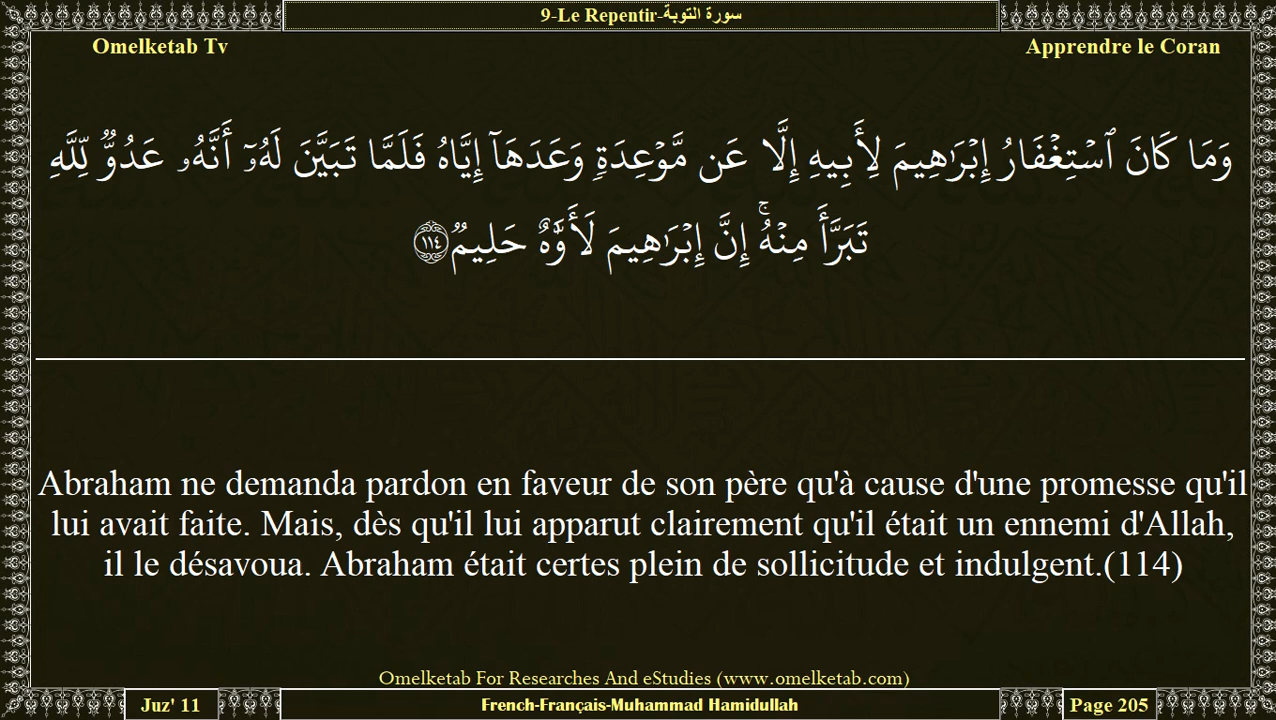 9-Le Repentir-سورة التوبة
Omelketab Tv
Apprendre le Coran
وَمَا كَانَ ٱسْتِغْفَارُ إِبْرَٰهِيمَ لِأَبِيهِ إِلَّا عَن مَّوْعِدَةٍ وَعَدَهَآ إِيَّاهُ فَلَمَّا تَبَيَّنَ لَهُۥٓ أَنَّهُۥ عَدُوٌّ لِّلَّهِ
تَبَرَّأَ مِنْهُ ۚ إِنَّ إِبْرَٰهِيمَ لَأَوَّٰهٌ حَلِيمٌ ١١٤
Abraham ne demanda pardon en faveur de son père qu'à cause d'une promesse qu'il
lui avait faite. Mais, dès qu'il lui apparut clairement qu'il était un ennemi d'Allah,
il le désavoua. Abraham était certes plein de sollicitude et indulgent.(114)
Omelketab For Researches And eStudies (www.omelketab.com)
Juz' 11
French-Français-Muhammad Hamidullah
Page 205